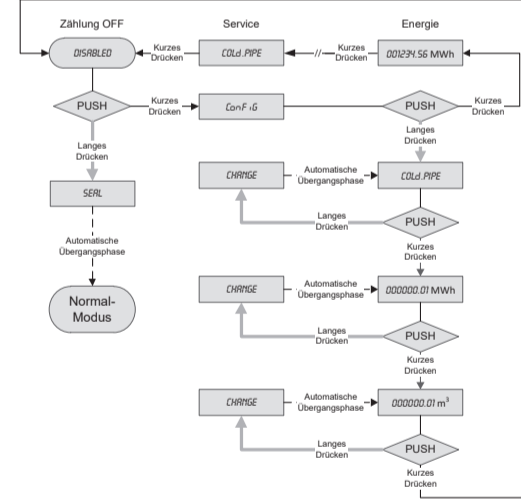 Zählung OFF
Service
Energie
DISABLED
Kurzes
Drücken
COLd.PIPE
Kurzes
Drücken
001234.56 MWh
PUSH
Kurzes
Drücken
ConFiG
PUSH
Kurzes
Drücken
Langes
Drücken
Langes
Drücken
SEAL
CHANGE
Automatische
Übergangsphase
COLd.PIPE
Langes
Drücken
PUSH
Automatische
Übergangsphase
Kurzes
Drücken
Normal-
Modus
CHANGE
Automatische
Übergangsphase
000000.01 MWh
Langes
Drücken
PUSH
Kurzes
Drücken
CHANGE
Automatische
Übergangsphase
000000.01 m³
Langes
Drücken
PUSH
Kurzes
Drücken